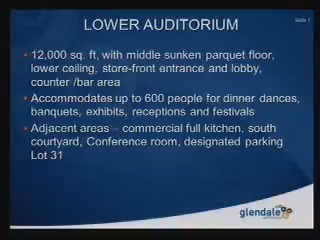 LOWER AUDITORIUM
Slide 7
12,000 sq. ft, with middle sunken parquet floor,
lower ceiling, store-front entrance and lobby,
counter /bar area
Accommodates up to 600 people for dinner dances,
banquets, exhibits, receptions and festivals
Adjacent areas – commercial full kitchen, south
courtyard, Conference room, designated parking
Lot 31
glendale